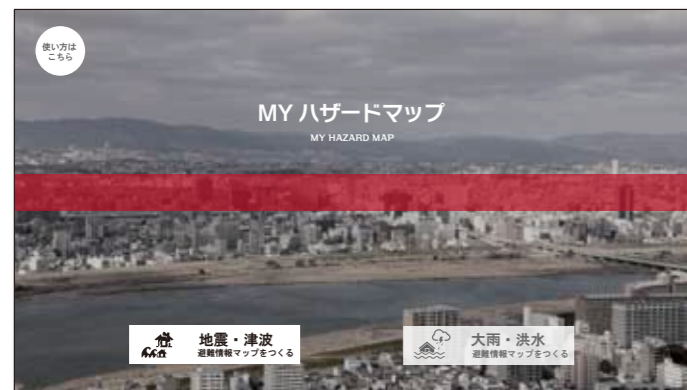 使い方は
こちら
MY ハザードマップ
MY HAZARD MAP
地震・津波
避難情報マップをつくる
大雨・洪水
避難情報マップをつくる